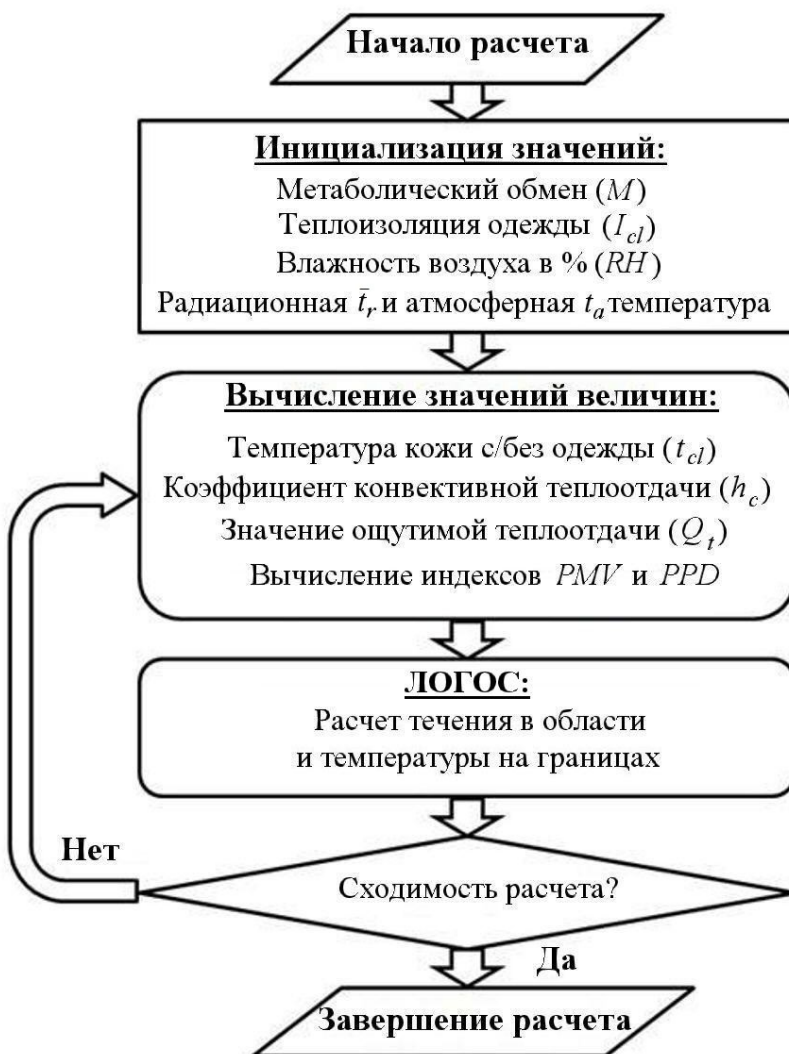 Начало расчета
Инициализация значений:
Метаболический обмен (M)
Теплоизоляция одежды (I_cl)
Влажность воздуха в % (RH)
Радиационная t̄_r и атмосферная t_a температура
Вычисление значений величин:
Температура кожи с/без одежды (t_cl)
Коэффициент конвективной теплоотдачи (h_c)
Значение ощутимой теплоотдачи (Q_t)
Вычисление индексов PMV и PPD
ЛОГОС:
Расчет течения в области
и температуры на границах
Нет
Сходимость расчета?
Да
Завершение расчета